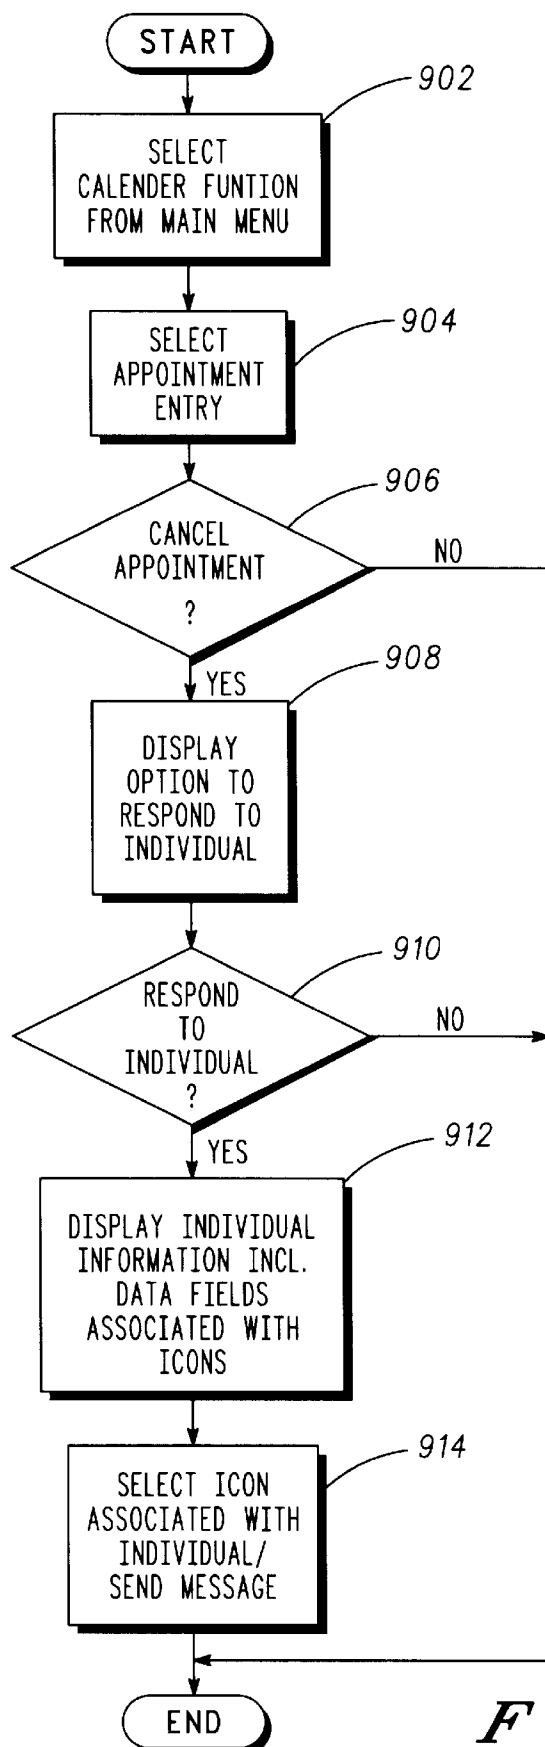 START
902
SELECT
CALENDER FUNTION
FROM MAIN MENU
904
SELECT
APPOINTMENT
ENTRY
906
CANCEL
APPOINTMENT
?
NO
YES
908
DISPLAY
OPTION TO
RESPOND TO
INDIVIDUAL
910
RESPOND
TO
INDIVIDUAL
?
NO
YES
912
DISPLAY INDIVIDUAL
INFORMATION INCL.
DATA FIELDS
ASSOCIATED WITH
ICONS
914
SELECT ICON
ASSOCIATED WITH
INDIVIDUAL/
SEND MESSAGE
END
F